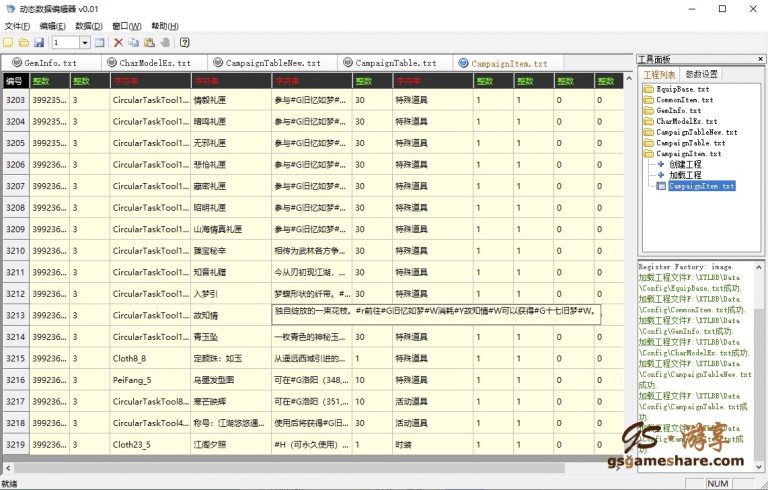 动态数据编辑器 v0.01
文件(F) 编辑(E) 数据(D) 窗口(W) 帮助(H)
1
GemInfo.txt CharModelEx.txt CampaignTableNew.txt CampaignTable.txt CampaignItem.txt
编号 整数 整数 字符串 字符串 字符串 整数 字符串 整数 整数 整数 整数
3203 399235... 3 CircularTaskTool1... 情毅礼匣 参与#G旧忆如梦#... 30 特殊道具 1 1 0 0
3204 399235... 3 CircularTaskTool1... 暗鸣礼匣 参与#G旧忆如梦#... 30 特殊道具 1 1 0 0
3205 399235... 3 CircularTaskTool1... 无邪礼匣 参与#G旧忆如梦#... 30 特殊道具 1 1 0 0
3206 399236... 3 CircularTaskTool1... 悲怆礼匣 参与#G旧忆如梦#... 30 特殊道具 1 1 0 0
3207 399236... 3 CircularTaskTool1... 藏密礼匣 参与#G旧忆如梦#... 30 特殊道具 1 1 0 0
3208 399236... 3 CircularTaskTool1... 昭明礼匣 参与#G旧忆如梦#... 30 特殊道具 1 1 0 0
3209 399236... 3 CircularTaskTool1... 山海情真礼匣 参与#G旧忆如梦#... 30 特殊道具 1 1 0 0
3210 399236... 3 CircularTaskTool1... 臻宝秘辛 相传为武林各方争... 30 特殊道具 1 1 0 0
3211 399236... 3 CircularTaskTool1... 知音礼赠 今从刃初现江湖，... 30 特殊道具 1 1 0 0
3212 399236... 3 CircularTaskTool1... 入梦引 梦蝶形状的纤带。#... 30 特殊道具 1 1 0 0
3213 399236... 3 CircularTaskTool1... 故知情 独自绽放的一束花枝。#r前往#G旧忆如梦#W消耗#Y故知情#W可以获得#G十七旧梦#W。
3214 399236... 3 CircularTaskTool1... 青玉坠 一枚青色的神秘玉... 30 特殊道具 1 1 0 0
3215 399236... 3 Cloth8_8 定颜珠：如玉 从遥远西域引进的... 1 特殊道具 1 1 0 0
3216 399236... 3 PeiFang_5 乌墨发型图 可在#G洛阳（348,... 10 特殊道具 1 1 0 0
3217 399236... 3 CircularTaskTool8... 寒芒映辉 可在#G洛阳（351,... 10 活动道具 1 1 0 0
3218 399236... 3 CircularTaskTool4... 称号：江湖悠悠遇... 使用后将获得#G江... 30 活动道具 1 1 0 0
3219 399236... 3 Cloth23_5 江阁夕照 #H（可永久使用）... 1 时装 1 1 0 0
工具面板
工程列表 参数设置
EquipBase.txt
CommonItem.txt
GemInfo.txt
CharModelEx.txt
CampaignTableNew.txt
CampaignTable.txt
CampaignItem.txt
创建工程
加载工程
CampaignItem.txt
Register Factory: image.
加载工程文件F:\XTLBB\Data
\Config\EquipBase.txt成功.
加载工程文件F:\XTLBB\Data
\Config\CommonItem.txt成功.
加载工程文件F:\XTLBB\Data
\Config\GemInfo.txt成功.
加载工程文件F:\XTLBB\Data
\Config\CharModelEx.txt成功.
加载工程文件F:\XTLBB\Data
\Config\CampaignTableNew.txt
成功.
加载工程文件F:\XTLBB\Data
\Config\CampaignTable.txt成
功.
加载工程文件F:\XTLBB\Data
\Config\CampaignItem.txt成
功.
GS·游享
gsgameshare.com
就绪
NUM